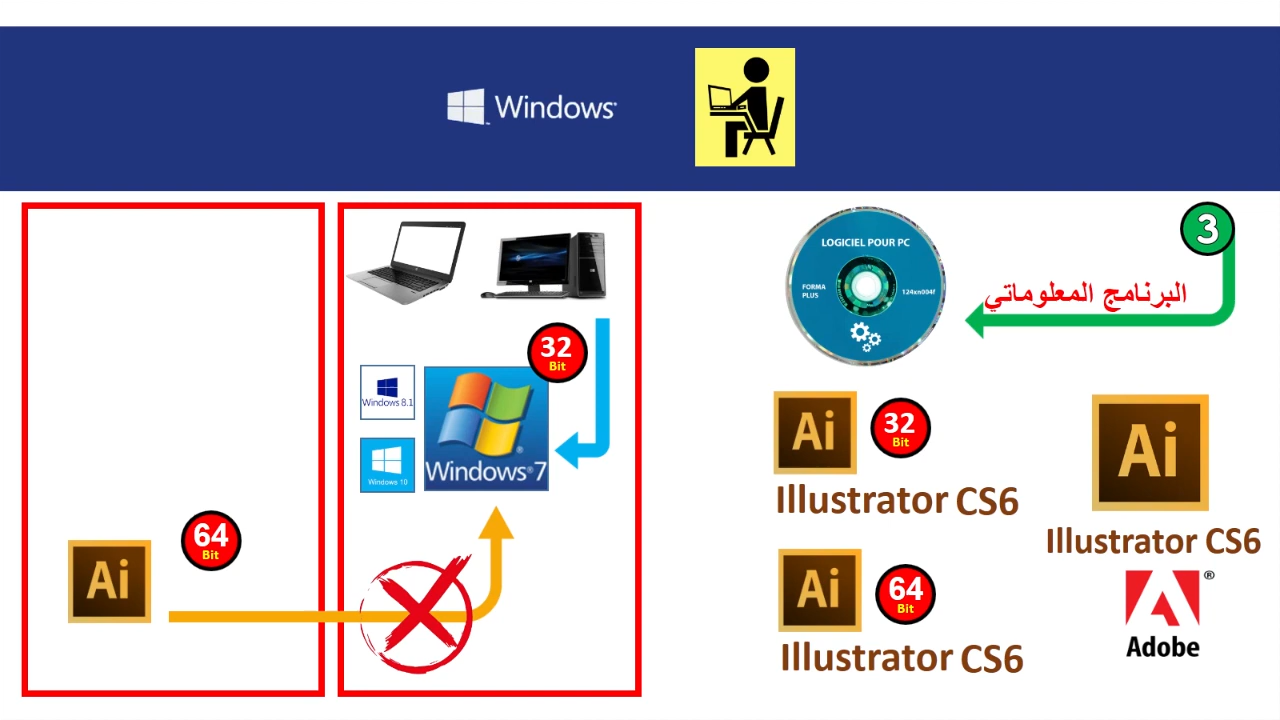 Windows
LOGICIEL POUR PC
FORMA
PLUS
124xn004f
3
البرنامج المعلوماتي
32
Bit
Windows 8.1
Windows 10
Windows® 7
64
Bit
Ai
Ai
32
Bit
Illustrator CS6
Ai
64
Bit
Illustrator CS6
Ai
Illustrator CS6
®
Adobe